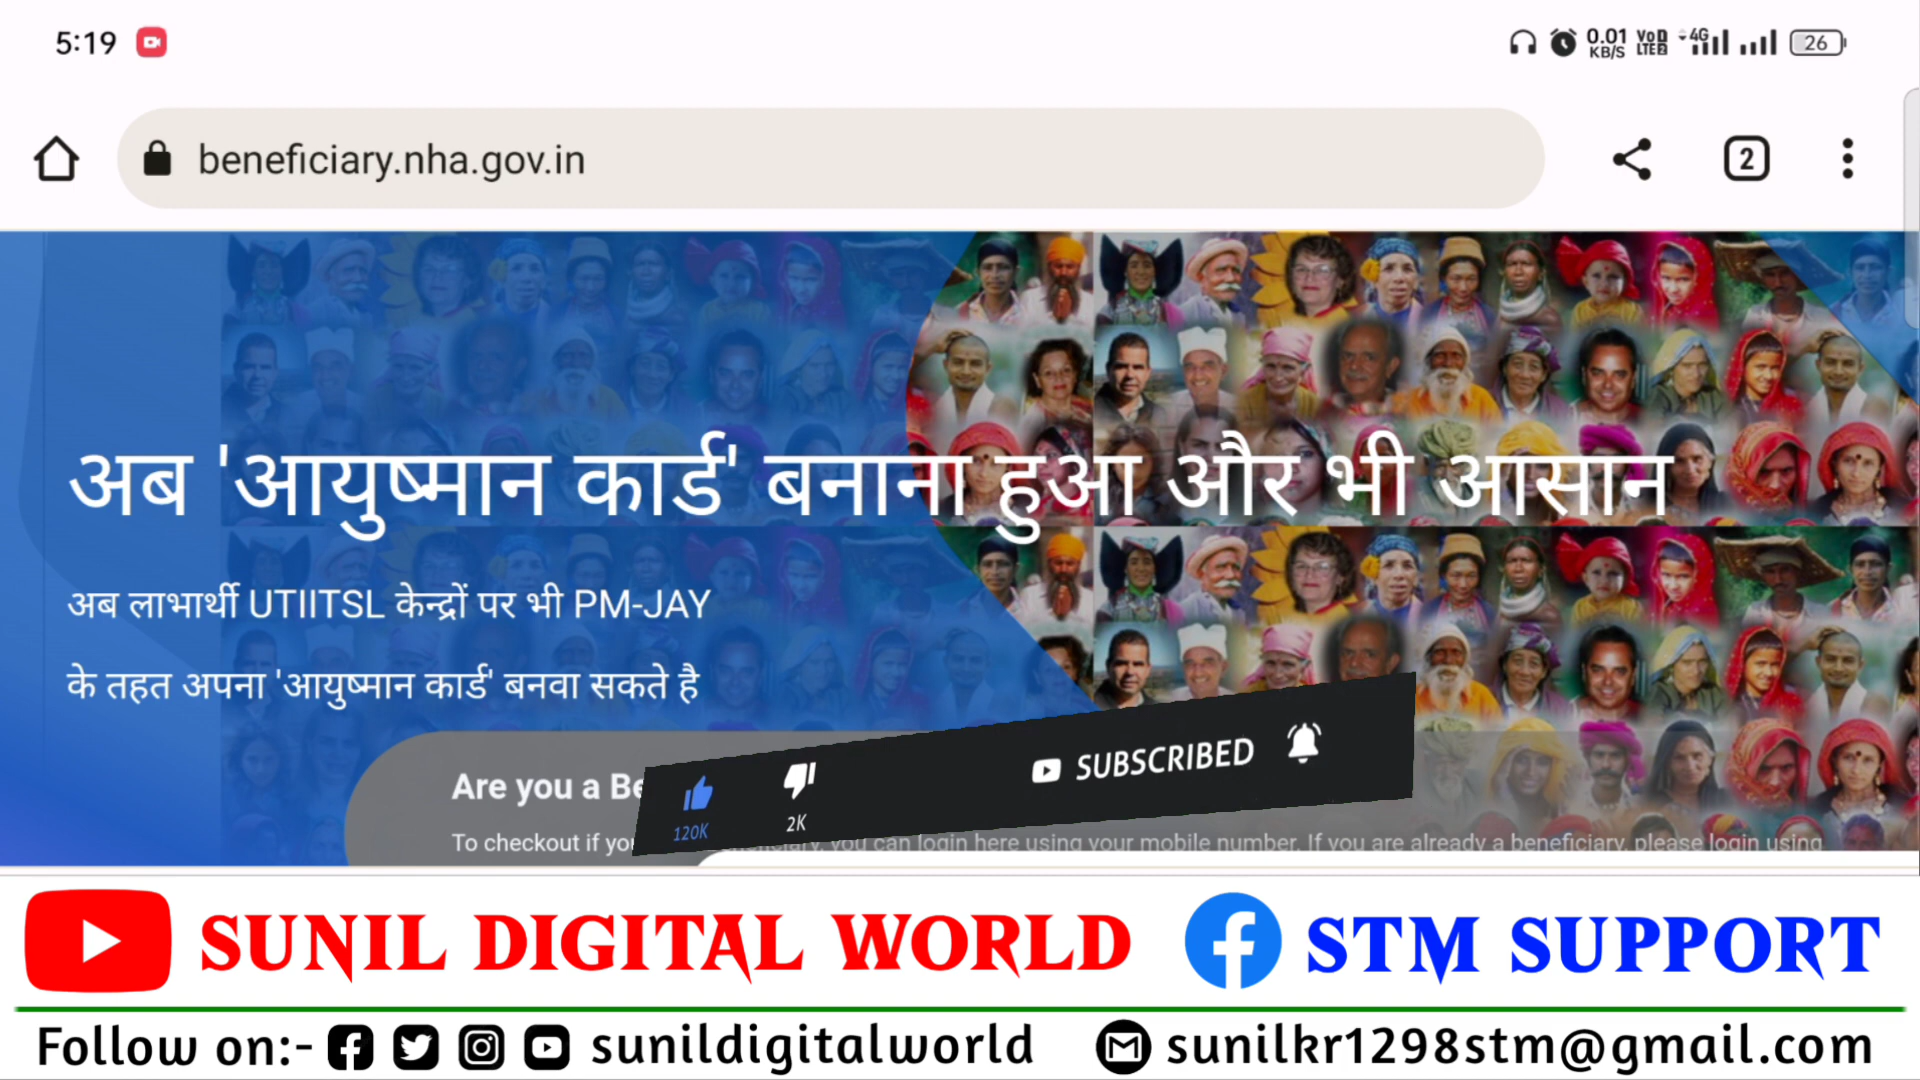 5:19 0.01 KB/S Vo LTE 4G 26
beneficiary.nha.gov.in 2
अब 'आयुष्मान कार्ड' बनाना हुआ और भी आसान
अब लाभार्थी UTIITSL केन्द्रों पर भी PM-JAY
के तहत अपना 'आयुष्मान कार्ड' बनवा सकते है
Are you a
120K 2K SUBSCRIBED
To checkout if you can login here using your mobile number. If you are already a beneficiary, please login using
SUNIL DIGITAL WORLD STM SUPPORT
Follow on:- sunildigitalworld sunilkr1298stm@gmail.com